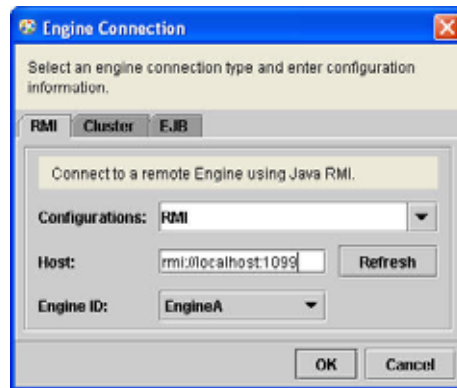 Engine Connection
Select an engine connection type and enter configuration
information.
RMI Cluster EJB
Connect to a remote Engine using Java RMI.
Configurations: RMI
Host: rmi://localhost:1099 Refresh
Engine ID: EngineA
OK Cancel